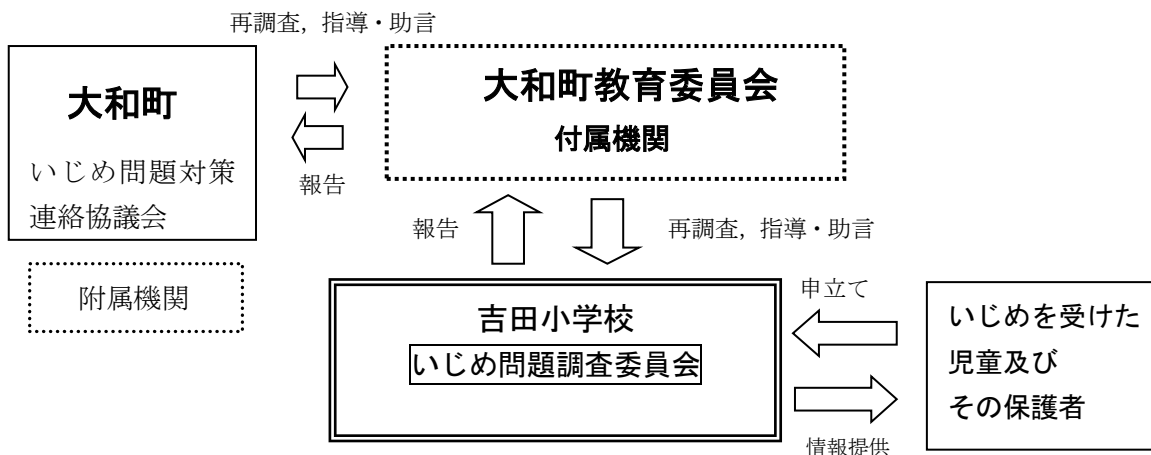 再調査，指導・助言
大和町
いじめ問題対策
連絡協議会
附属機関
報告
大和町教育委員会
付属機関
報告
再調査，指導・助言
吉田小学校
いじめ問題調査委員会
申立て
情報提供
いじめを受けた
児童及び
その保護者